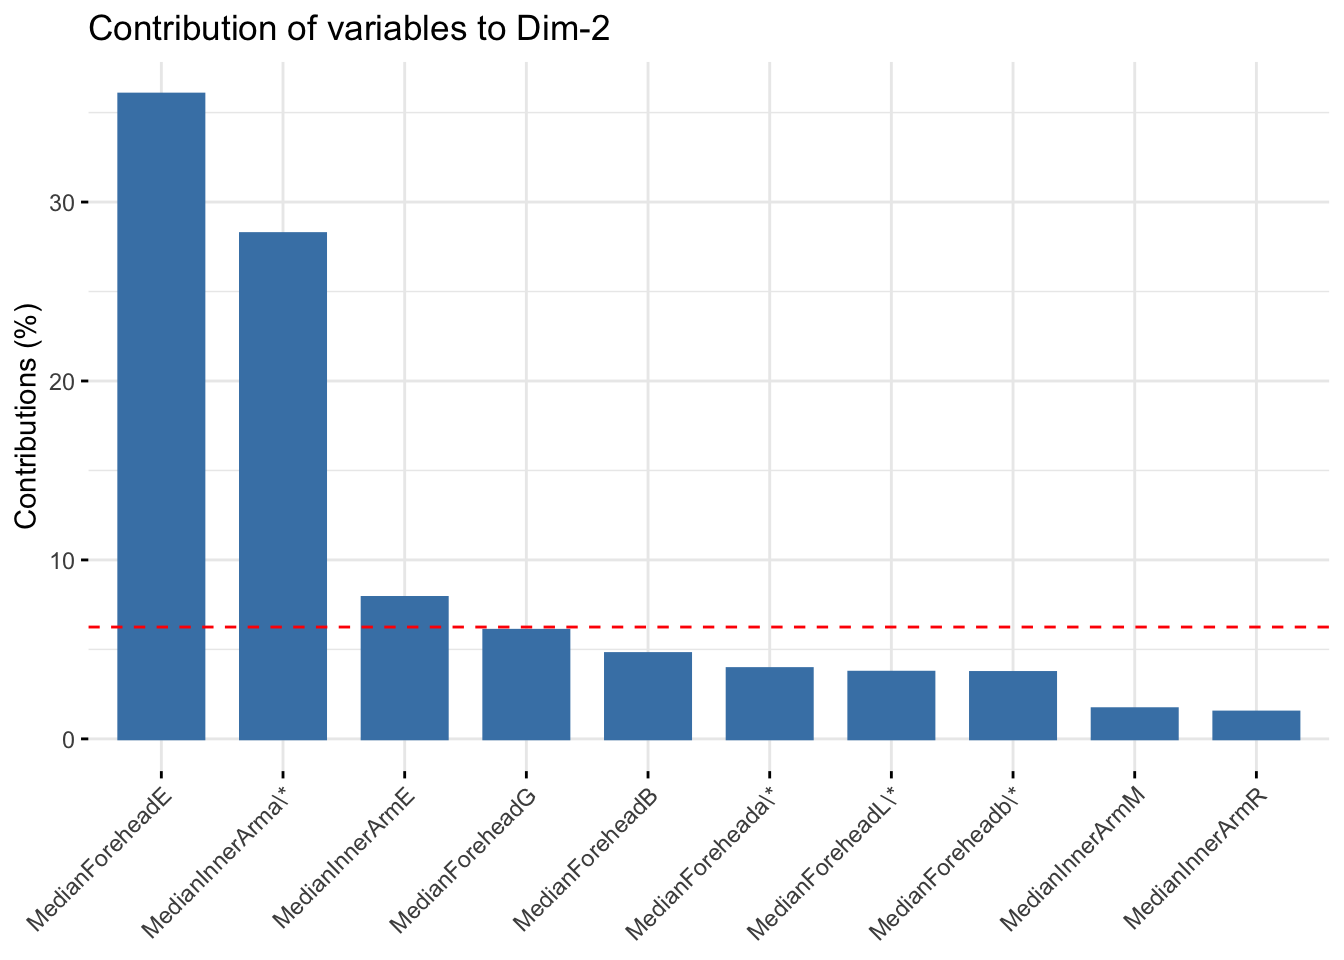 Contribution of variables to Dim-2
Contributions (%)
30
20
10
0
MedianForeheadE
MedianInnerArma\*
MedianInnerArmE
MedianForeheadG
MedianForeheadB
MedianForeheada\*
MedianForeheadL\*
MedianForeheadb\*
MedianInnerArmM
MedianInnerArmR